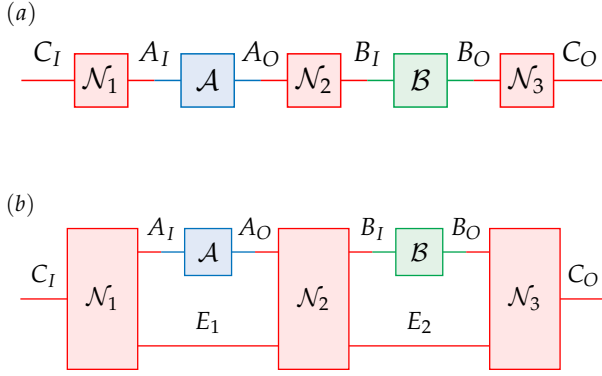 (a)
C_I A_I A_O B_I B_O C_O
𝒩_1 𝒜 𝒩_2 ℬ 𝒩_3
(b)
A_I A_O B_I B_O
𝒜 ℬ
C_I C_O
𝒩_1 𝒩_2 𝒩_3
E_1 E_2